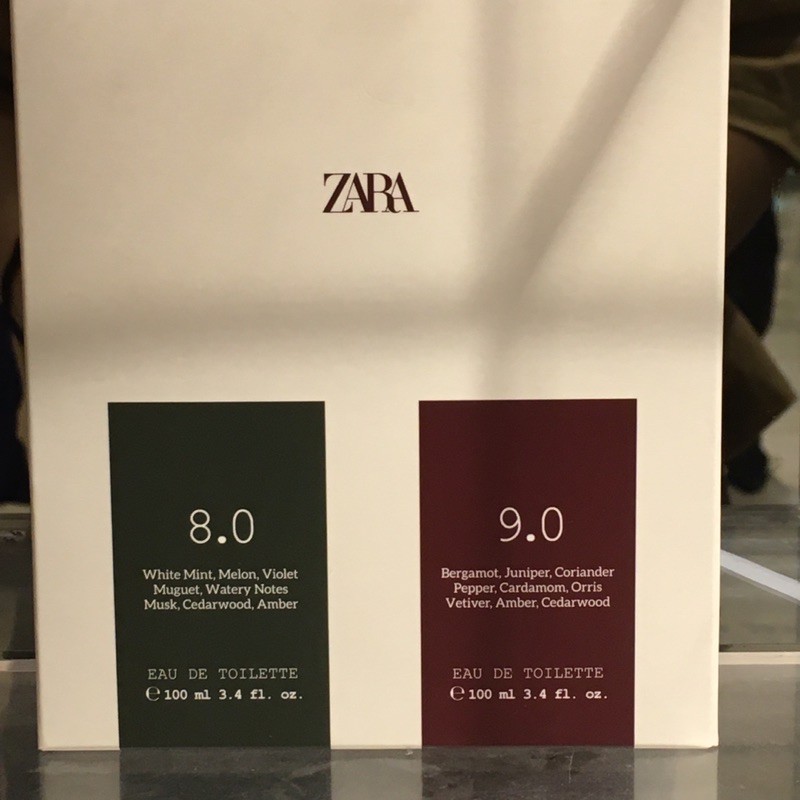 ZARA
8.0
White Mint, Melon, Violet
Muguet, Watery Notes
Musk, Cedarwood, Amber
EAU DE TOILETTE
℮ 100 ml 3.4 fl. oz.
9.0
Bergamot, Juniper, Coriander
Pepper, Cardamom, Orris
Vetiver, Amber, Cedarwood
EAU DE TOILETTE
℮ 100 ml 3.4 fl. oz.